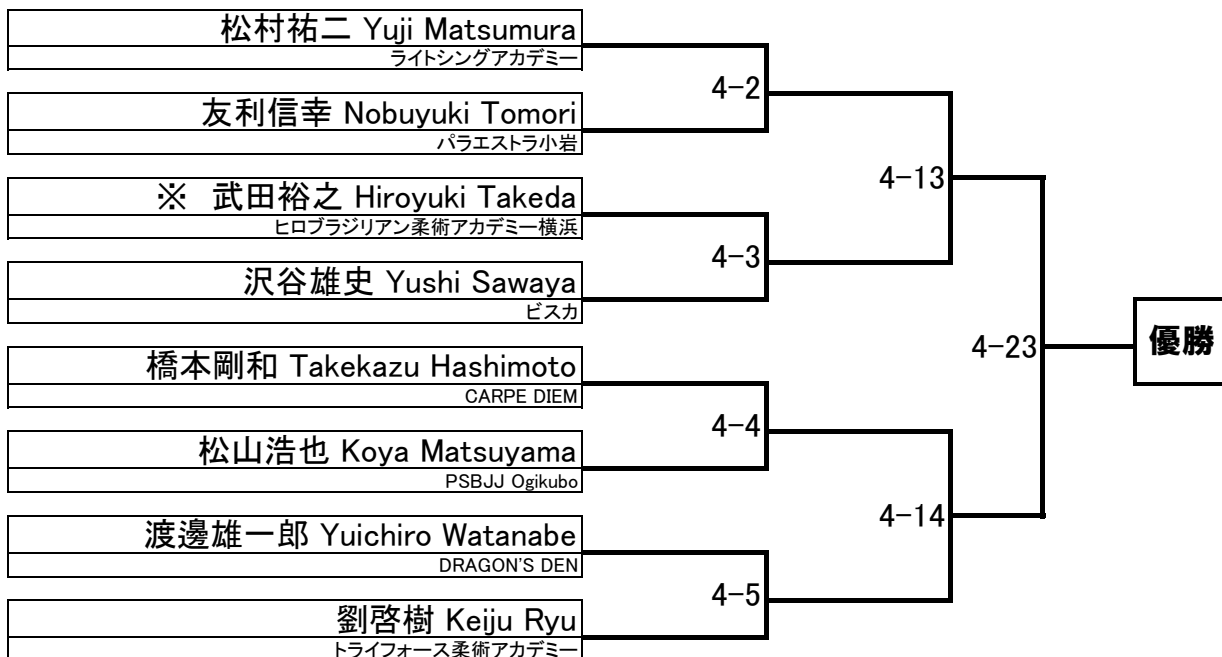 松村祐二 Yuji Matsumura
ライトシングアカデミー
4-2
友利信幸 Nobuyuki Tomori
パラエストラ小岩
4-13
※ 武田裕之 Hiroyuki Takeda
ヒロブラジリアン柔術アカデミー横浜
4-3
沢谷雄史 Yushi Sawaya
ビスカ
4-23
優勝
橋本剛和 Takekazu Hashimoto
CARPE DIEM
4-4
松山浩也 Koya Matsuyama
PSBJJ Ogikubo
4-14
渡邊雄一郎 Yuichiro Watanabe
DRAGON'S DEN
4-5
劉啓樹 Keiju Ryu
トライフォース柔術アカデミー